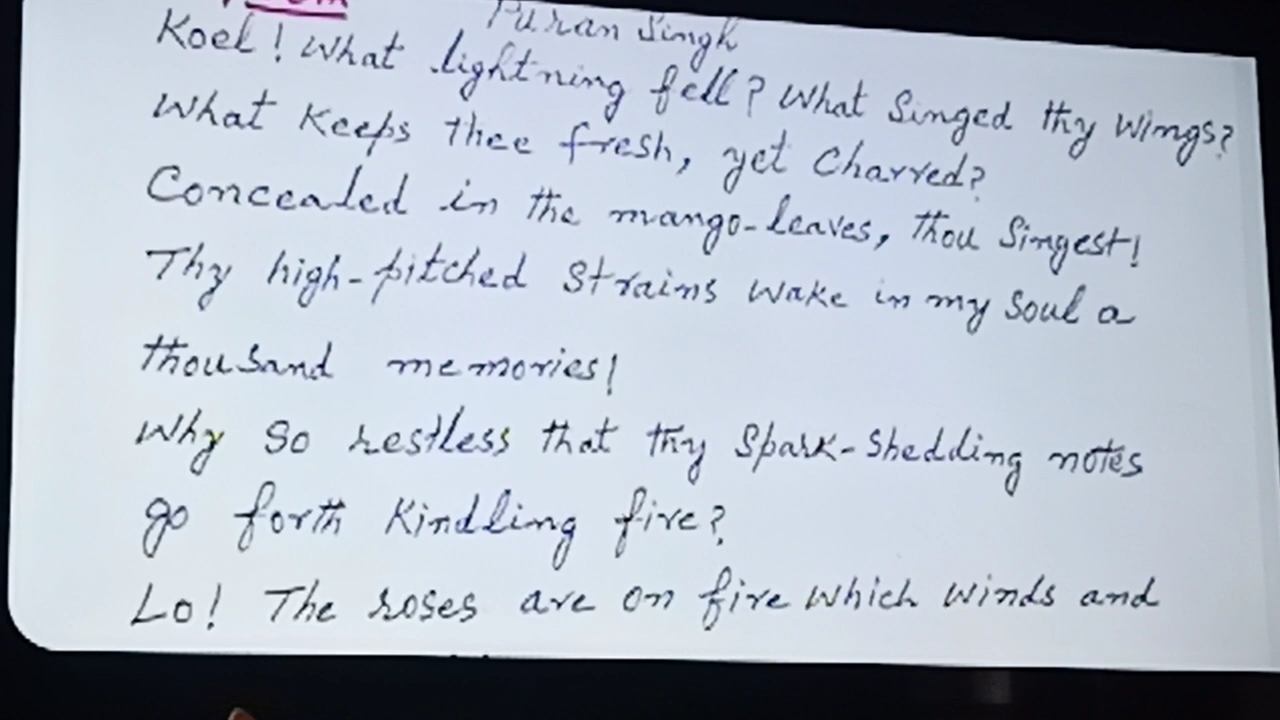 Puran Singh
Koel! What lightning fell? What Singed thy Wings?
What Keeps thee fresh, yet Charred?
Concealed in the mango-leaves, thou Singest!
Thy high-pitched Strains wake in my Soul a
thousand memories!
Why So restless that thy Spark-Shedding notes
go forth Kindling fire?
Lo! The roses are on fire which winds and